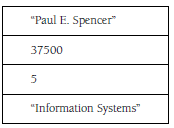 “Paul E. Spencer”
37500
5
“Information Systems”